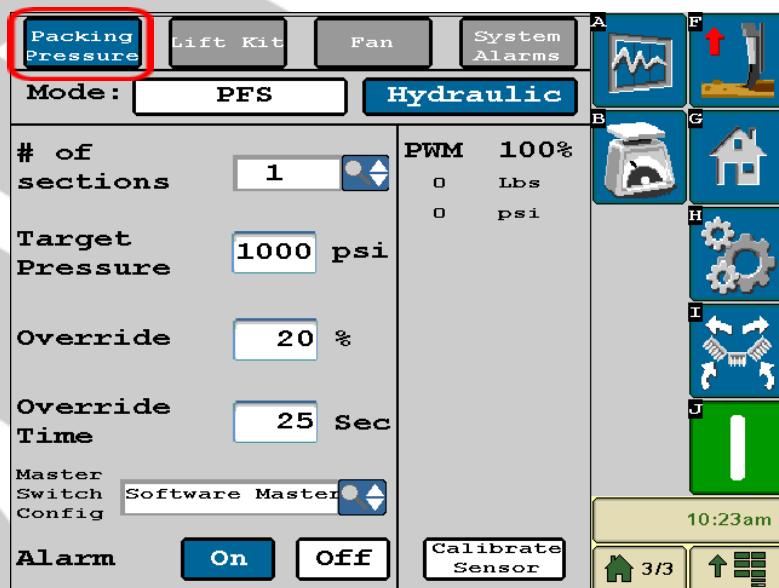 Packing Pressure
Lift Kit
Fan
System Alarms
Mode:
PFS
Hydraulic
# of
sections
1
Target
Pressure
1000 psi
Override
20 %
Override
Time
25 Sec
Master
Switch
Config
Software Master
Alarm
On
Off
PWM 100%
0 Lbs
0 psi
Calibrate
Sensor
A
B
F
G
H
I
J
10:23am
3/3